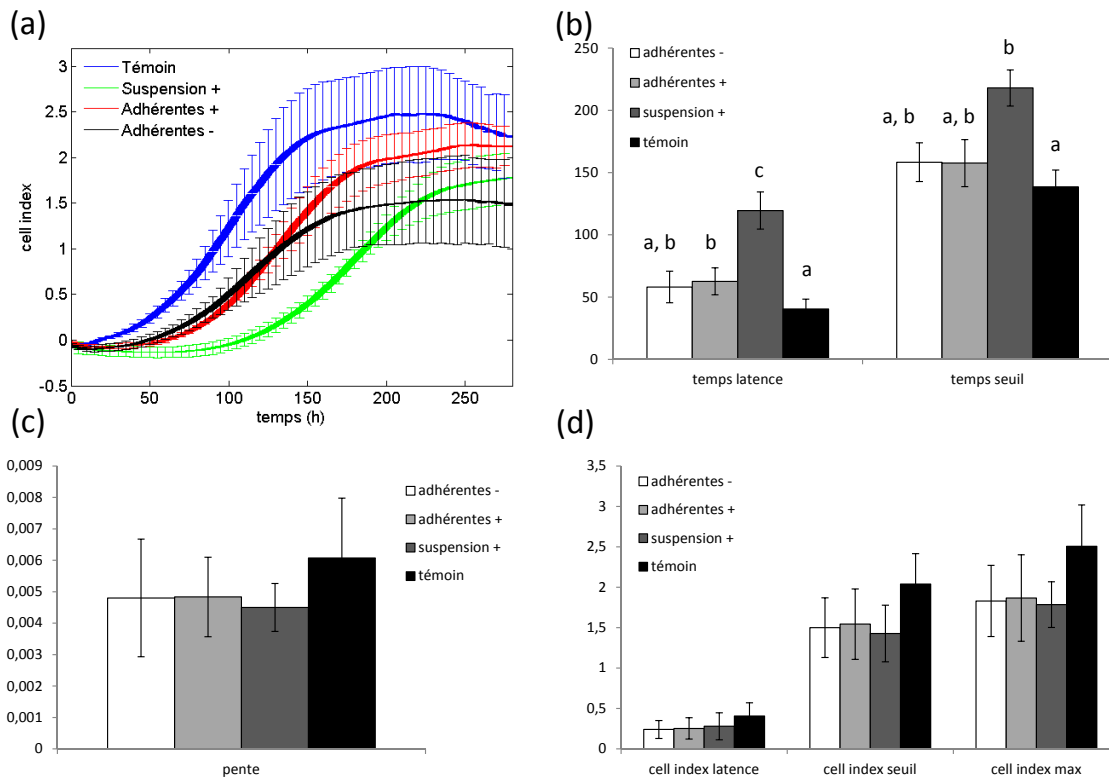 (a)
Témoin
Suspension +
Adhérentes +
Adhérentes -
3
2.5
2
1.5
1
0.5
0
-0.5
cell index
0 50 100 150 200 250
temps (h)
(b)
adhérentes -
adhérentes +
suspension +
témoin
250
200
150
100
50
0
a, b
b
c
a
a, b
a, b
b
a
temps latence
temps seuil
(c)
0,009
0,008
0,007
0,006
0,005
0,004
0,003
0,002
0,001
0
adhérentes -
adhérentes +
suspension +
témoin
pente
(d)
3,5
3
2,5
2
1,5
1
0,5
0
adhérentes -
adhérentes +
suspension +
témoin
cell index latence
cell index seuil
cell index max